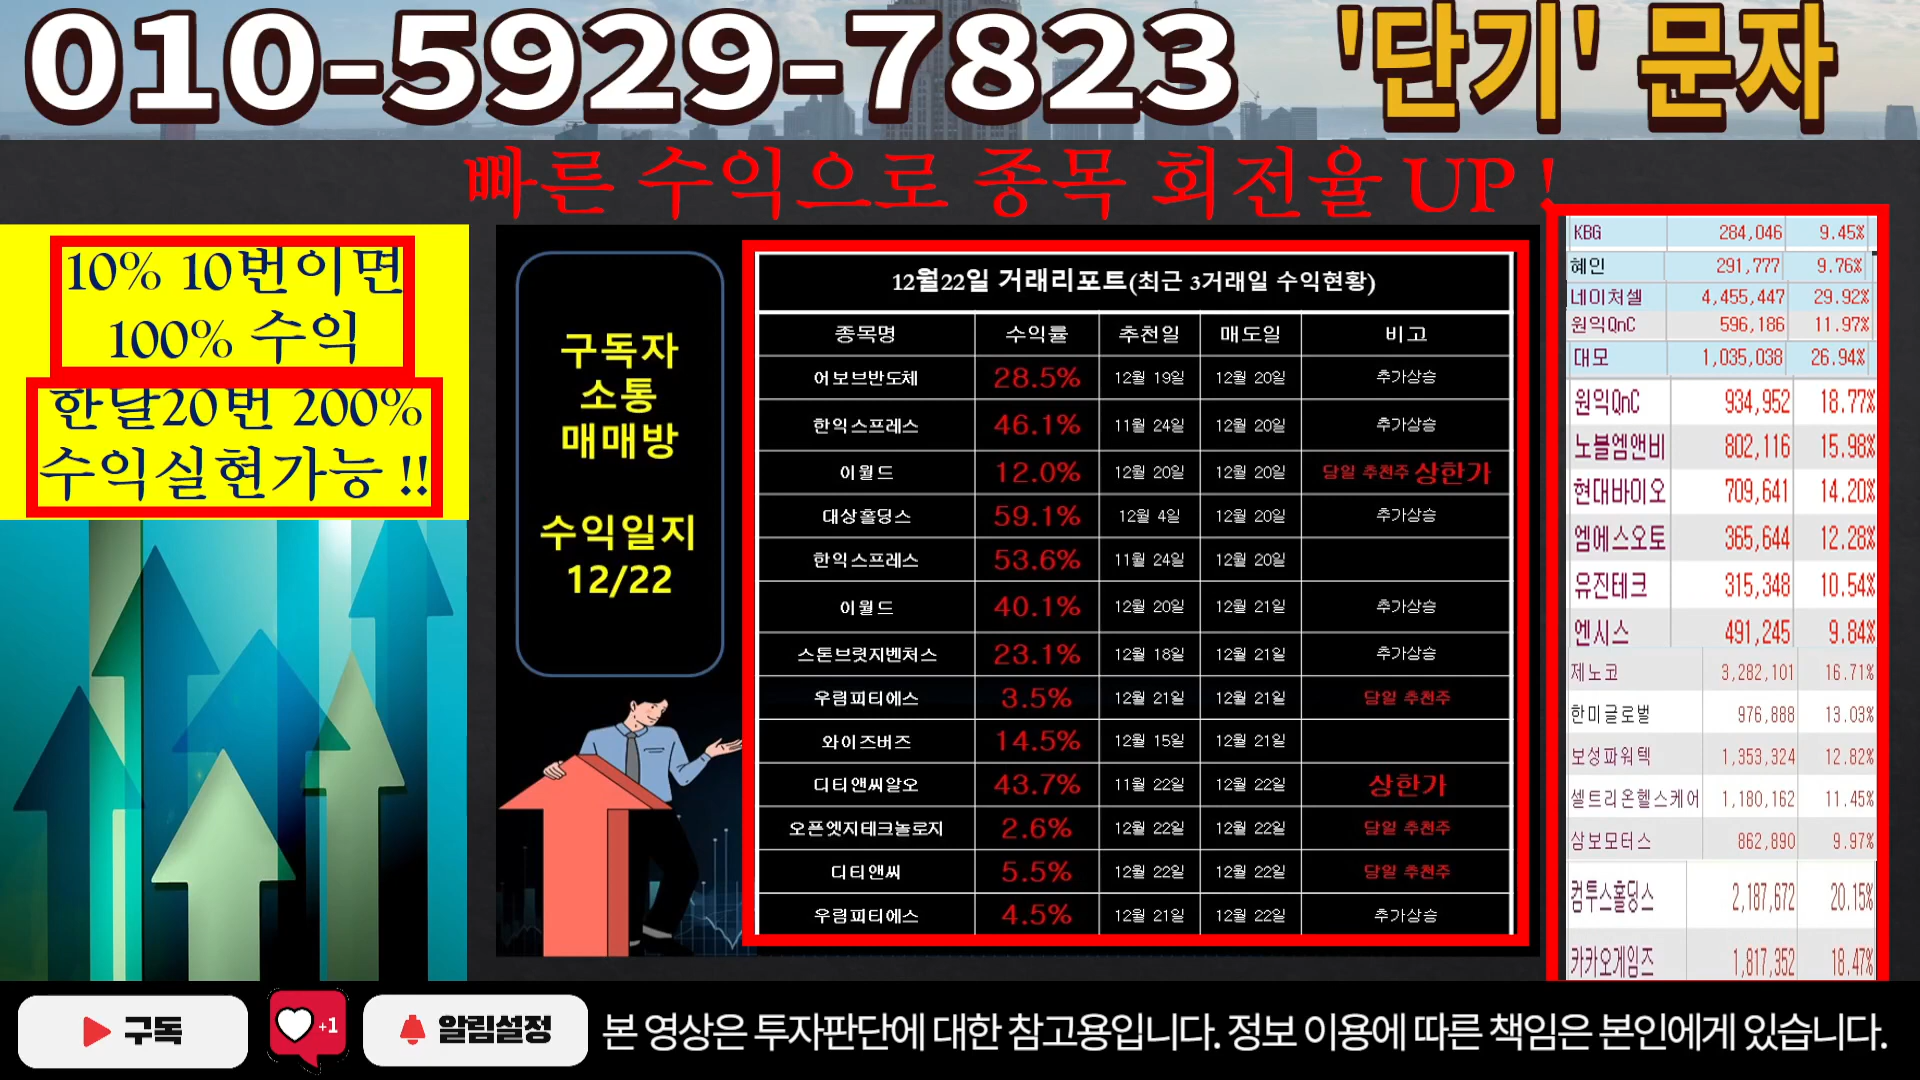 010-5929-7823 '단기' 문자
빠른 수익으로 종목 회전율 UP !
10% 10번이면
100% 수익
한달20번 200%
수익실현가능 !!
구독자
소통
매매방
수익일지
12/22
12월22일 거래리포트(최근 3거래일 수익현황)
종목명 수익률 추천일 매도일 비고
어보브반도체 28.5% 12월 19일 12월 20일 추가상승
한익스프레스 46.1% 11월 24일 12월 20일 추가상승
이월드 12.0% 12월 20일 12월 20일 당일 추천주 상한가
대상홀딩스 59.1% 12월 4일 12월 20일 추가상승
한익스프레스 53.6% 11월 24일 12월 20일
이월드 40.1% 12월 20일 12월 21일 추가상승
스톤브릿지벤처스 23.1% 12월 18일 12월 21일 추가상승
우림피티에스 3.5% 12월 21일 12월 21일 당일 추천주
와이즈버즈 14.5% 12월 15일 12월 21일
디티앤씨알오 43.7% 11월 22일 12월 22일 상한가
오픈엣지테크놀로지 2.6% 12월 22일 12월 22일 당일 추천주
디티앤씨 5.5% 12월 22일 12월 22일 당일 추천주
우림피티에스 4.5% 12월 21일 12월 22일 추가상승
KBG 284,046 9.45%
혜인 291,777 9.76%
네이처셀 4,455,447 29.92%
원익QnC 596,186 11.97%
대모 1,035,038 26.94%
원익QnC 934,952 18.77%
노블엠앤비 802,116 15.98%
현대바이오 709,641 14.20%
엠에스오토 365,644 12.28%
유진테크 315,348 10.54%
엔시스 491,245 9.84%
제노코 3,282,101 16.71%
한미글로벌 976,888 13.03%
보성파워텍 1,353,324 12.82%
셀트리온헬스케어 1,180,162 11.45%
상보모터스 862,890 9.97%
컴투스홀딩스 2,187,672 20.15%
카카오게임즈 1,817,352 18.47%
구독
+1
알림설정
본 영상은 투자판단에 대한 참고용입니다. 정보 이용에 따른 책임은 본인에게 있습니다.